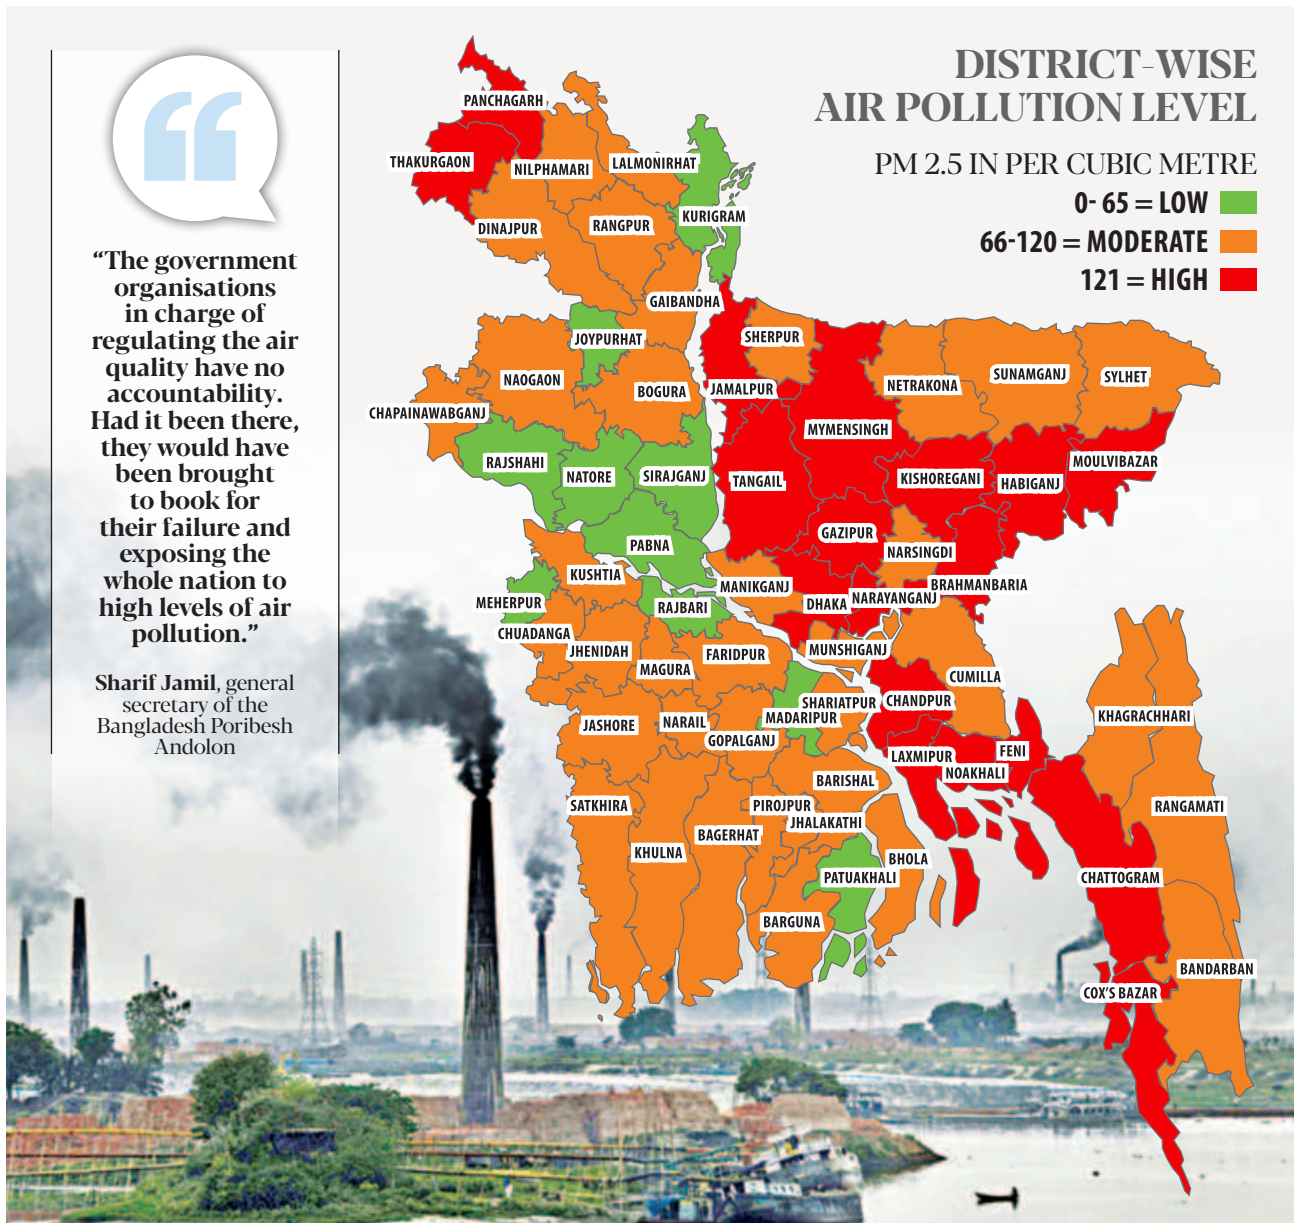 DISTRICT-WISE
AIR POLLUTION LEVEL
PM 2.5 IN PER CUBIC METRE
0- 65 = LOW
66-120 = MODERATE
121 = HIGH
“The government
organisations
in charge of
regulating the air
quality have no
accountability.
Had it been there,
they would have
been brought
to book for
their failure and
exposing the
whole nation to
high levels of air
pollution.”
Sharif Jamil, general
secretary of the
Bangladesh Poribesh
Andolon
PANCHAGARH
THAKURGAON
NILPHAMARI
LALMONIRHAT
DINAJPUR
RANGPUR
KURIGRAM
GAIBANDHA
JOYPURHAT
SHERPUR
NAOGAON
BOGURA
JAMALPUR
NETRAKONA
SUNAMGANJ
SYLHET
CHAPAINAWABGANJ
MYMENSINGH
RAJSHAHI
NATORE
SIRAJGANJ
TANGAIL
KISHOREGANJ
HABIGANJ
MOULVIBAZAR
PABNA
GAZIPUR
NARSINGDI
KUSHTIA
MANIKGANJ
BRAHMANBARIA
MEHERPUR
RAJBARI
DHAKA
NARAYANGANJ
CHUADANGA
JHENIDAH
MAGURA
FARIDPUR
MUNSHIGANJ
CUMILLA
JASHORE
NARAIL
GOPALGANJ
MADARIPUR
SHARIATPUR
CHANDPUR
KHAGRACHHARI
LAXMIPUR
NOAKHALI
FENI
SATKHIRA
KHULNA
BAGERHAT
PIROJPUR
BARISHAL
JHALAKATHI
RANGAMATI
BHOLA
PATUAKHALI
CHATTOGRAM
BARGUNA
BANDARBAN
COX’S BAZAR